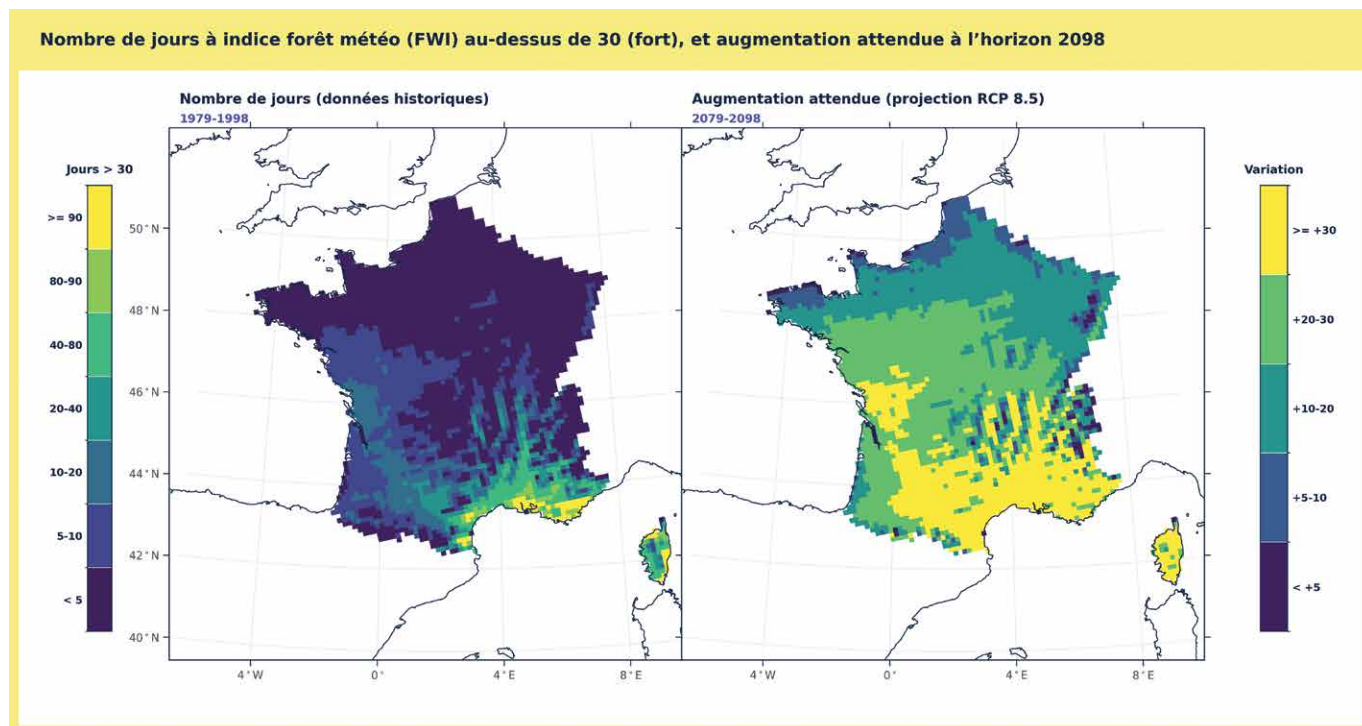 Nombre de jours à indice forêt météo (FWI) au-dessus de 30 (fort), et augmentation attendue à l’horizon 2098
Nombre de jours (données historiques)
1979-1998
Augmentation attendue (projection RCP 8.5)
2079-2098
Jours > 30
>= 90
80-90
40-80
20-40
10-20
5-10
< 5
50°N
48°N
46°N
44°N
42°N
40°N
4°W
0°
4°E
8°E
4°W
0°
4°E
8°E
Variation
>= +30
+20-30
+10-20
+5-10
< +5